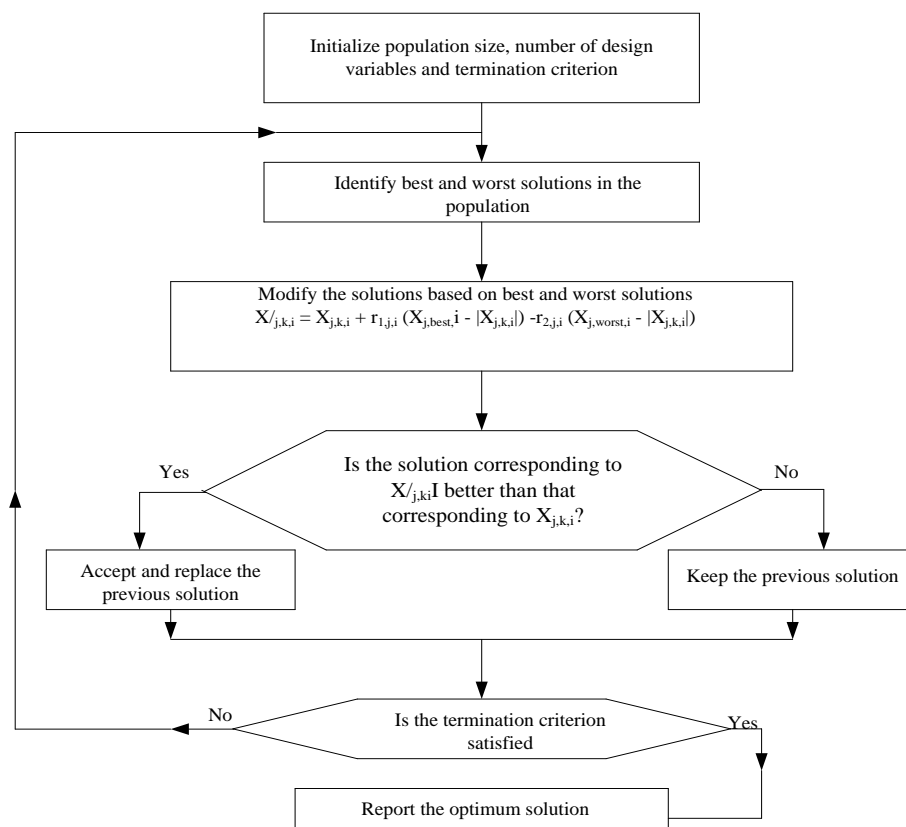 Initialize population size, number of design
variables and termination criterion
Identify best and worst solutions in the
population
Modify the solutions based on best and worst solutions
X/j,k,i = Xj,k,i + r1,j,i (Xj,best,i - |Xj,k,i|) -r2,j,i (Xj,worst,i - |Xj,k,i|)
Yes
Is the solution corresponding to
X/j,kiI better than that
corresponding to Xj,k,i?
No
Accept and replace the
previous solution
Keep the previous solution
No
Is the termination criterion
satisfied
Yes
Report the optimum solution